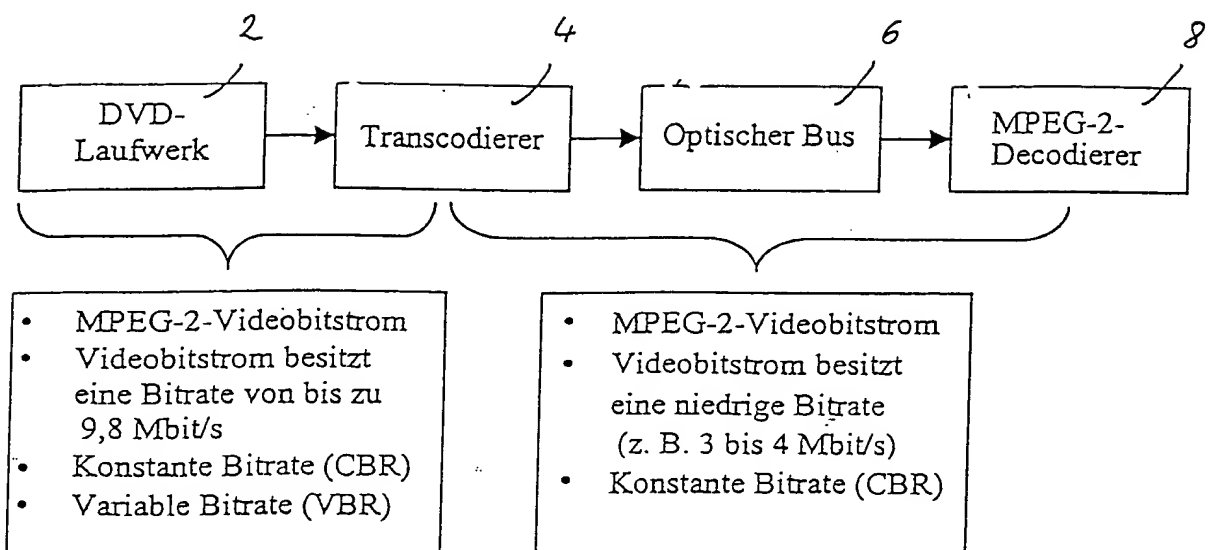 2
4
6
8
DVD-
Laufwerk
Transcodierer
Optischer Bus
MPEG-2-
Decodierer
• MPEG-2-Videobitstrom
• Videobitstrom besitzt
eine Bitrate von bis zu
9,8 Mbit/s
• Konstante Bitrate (CBR)
• Variable Bitrate (VBR)
• MPEG-2-Videobitstrom
• Videobitstrom besitzt
eine niedrige Bitrate
(z. B. 3 bis 4 Mbit/s)
• Konstante Bitrate (CBR)